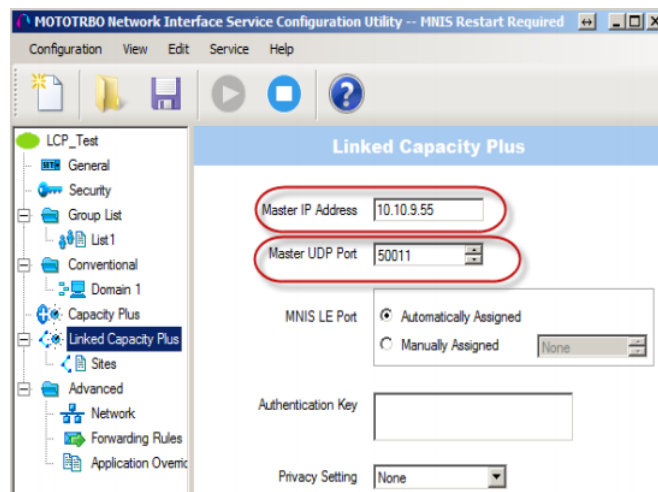 MOTOTRBO Network Interface Service Configuration Utility -- MNIS Restart Required
Configuration View Edit Service Help
LCP_Test
SET
General
Security
Group List
List1
Conventional
Domain 1
Capacity Plus
Linked Capacity Plus
Sites
Advanced
Network
Forwarding Rules
Application Overric
Linked Capacity Plus
Master IP Address 10.10.9.55
Master UDP Port 50011
MNIS LE Port Automatically Assigned
Manually Assigned None
Authentication Key
Privacy Setting None